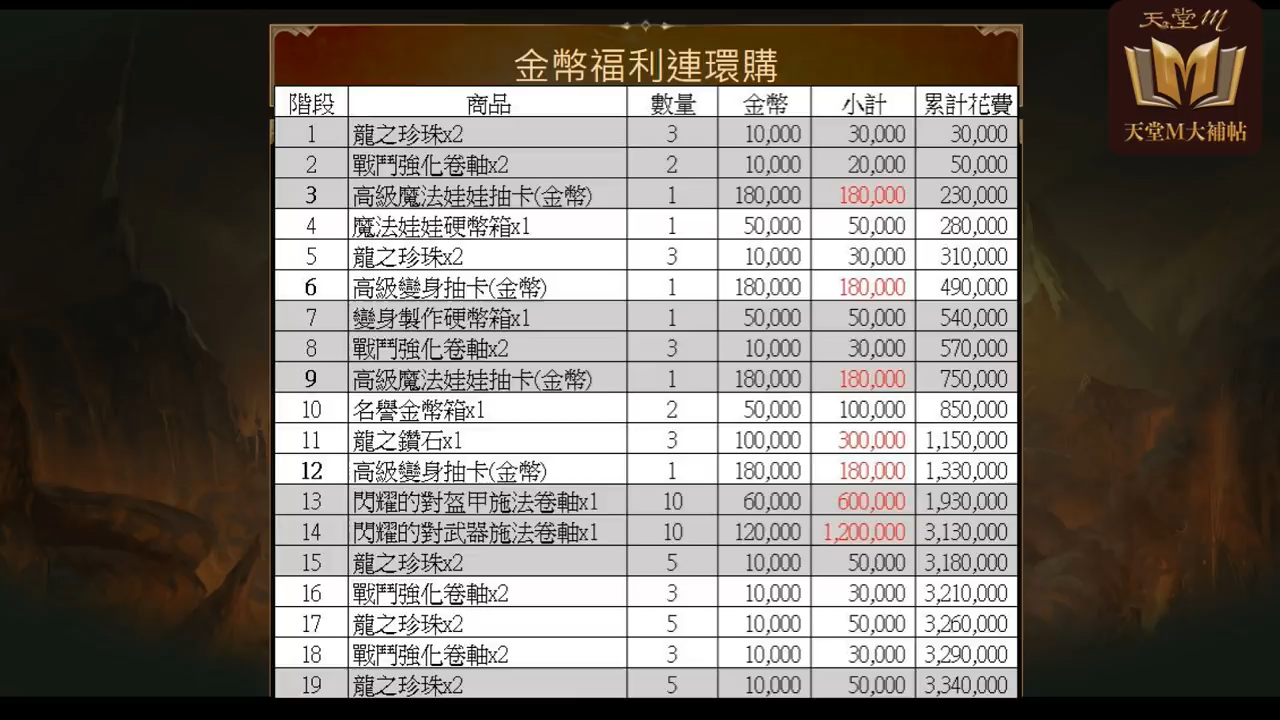 天堂M
天堂M大補帖
金幣福利連環購
階段 商品 數量 金幣 小計 累計花費
1 龍之珍珠x2 3 10,000 30,000 30,000
2 戰鬥強化卷軸x2 2 10,000 20,000 50,000
3 高級魔法娃娃抽卡(金幣) 1 180,000 180,000 230,000
4 魔法娃娃硬幣箱x1 1 50,000 50,000 280,000
5 龍之珍珠x2 3 10,000 30,000 310,000
6 高級變身抽卡(金幣) 1 180,000 180,000 490,000
7 變身製作硬幣箱x1 1 50,000 50,000 540,000
8 戰鬥強化卷軸x2 3 10,000 30,000 570,000
9 高級魔法娃娃抽卡(金幣) 1 180,000 180,000 750,000
10 名譽金幣箱x1 2 50,000 100,000 850,000
11 龍之鑽石x1 3 100,000 300,000 1,150,000
12 高級變身抽卡(金幣) 1 180,000 180,000 1,330,000
13 閃耀的對盔甲施法卷軸x1 10 60,000 600,000 1,930,000
14 閃耀的對武器施法卷軸x1 10 120,000 1,200,000 3,130,000
15 龍之珍珠x2 5 10,000 50,000 3,180,000
16 戰鬥強化卷軸x2 3 10,000 30,000 3,210,000
17 龍之珍珠x2 5 10,000 50,000 3,260,000
18 戰鬥強化卷軸x2 3 10,000 30,000 3,290,000
19 龍之珍珠x2 5 10,000 50,000 3,340,000